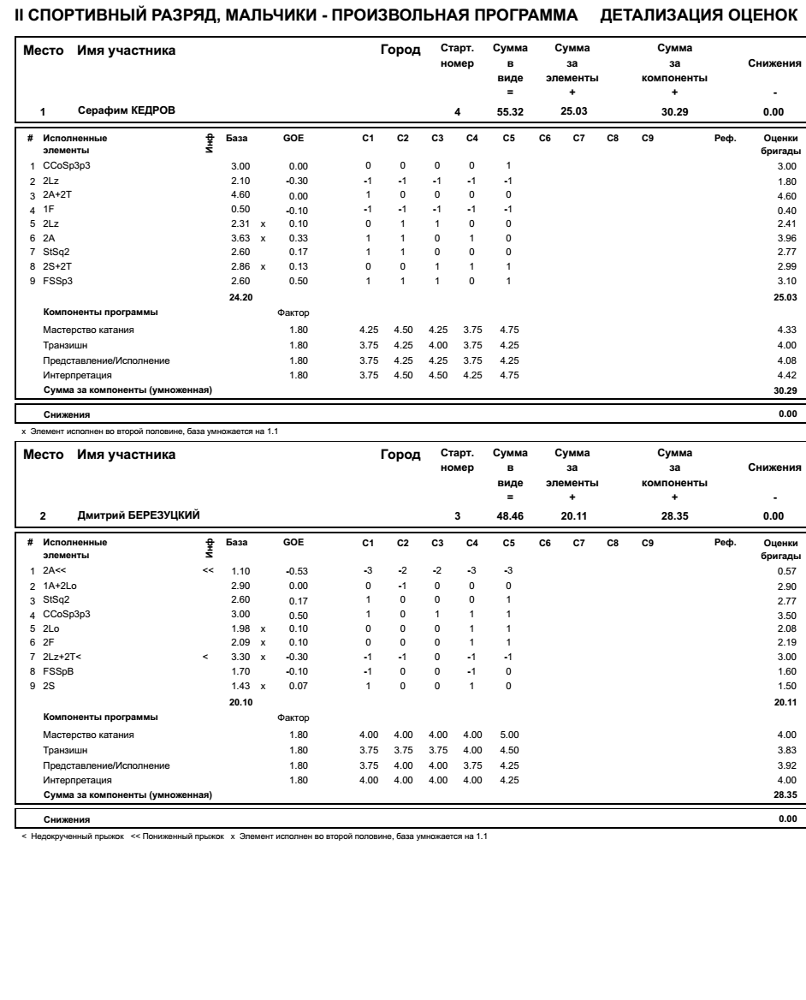 II СПОРТИВНЫЙ РАЗРЯД, МАЛЬЧИКИ - ПРОИЗВОЛЬНАЯ ПРОГРАММА ДЕТАЛИЗАЦИЯ ОЦЕНОК
Место Имя участника Город Старт. Сумма Сумма Сумма
номер в за за Снижения
виде элементы компоненты
= + + -
1 Серафим КЕДРОВ 4 55.32 25.03 30.29 0.00
# Исполненные Инф База GOE C1 C2 C3 C4 C5 C6 C7 C8 C9 Реф. Оценки
элементы бригады
1 CCoSp3p3 3.00 0.00 0 0 0 0 1 3.00
2 2Lz 2.10 -0.30 -1 -1 -1 -1 -1 1.80
3 2A+2T 4.60 0.00 1 0 0 0 0 4.60
4 1F 0.50 -0.10 -1 -1 -1 -1 -1 0.40
5 2Lz 2.31 x 0.10 0 1 1 0 0 2.41
6 2A 3.63 x 0.33 1 1 0 1 0 3.96
7 StSq2 2.60 0.17 1 1 0 0 0 2.77
8 2S+2T 2.86 x 0.13 0 0 1 1 1 2.99
9 FSSp3 2.60 0.50 1 1 1 0 1 3.10
24.20 25.03
Компоненты программы Фактор
Мастерство катания 1.80 4.25 4.50 4.25 3.75 4.75 4.33
Транзишн 1.80 3.75 4.25 4.00 3.75 4.25 4.00
Представление/Исполнение 1.80 3.75 4.25 4.25 3.75 4.25 4.08
Интерпретация 1.80 3.75 4.50 4.50 4.25 4.75 4.42
Сумма за компоненты (умноженная) 30.29
Снижения 0.00
x Элемент исполнен во второй половине, база умножается на 1.1
Место Имя участника Город Старт. Сумма Сумма Сумма
номер в за за Снижения
виде элементы компоненты
= + + -
2 Дмитрий БЕРЕЗУЦКИЙ 3 48.46 20.11 28.35 0.00
# Исполненные Инф База GOE C1 C2 C3 C4 C5 C6 C7 C8 C9 Реф. Оценки
элементы бригады
1 2A<< << 1.10 -0.53 -3 -2 -2 -3 -3 0.57
2 1A+2Lo 2.90 0.00 0 -1 0 0 0 2.90
3 StSq2 2.60 0.17 1 0 0 0 1 2.77
4 CCoSp3p3 3.00 0.50 1 0 1 1 1 3.50
5 2Lo 1.98 x 0.10 0 0 0 1 1 2.08
6 2F 2.09 x 0.10 0 0 0 1 1 2.19
7 2Lz+2T< < 3.30 x -0.30 -1 -1 0 -1 -1 3.00
8 FSSpB 1.70 -0.10 -1 0 0 -1 0 1.60
9 2S 1.43 x 0.07 1 0 0 1 0 1.50
20.10 20.11
Компоненты программы Фактор
Мастерство катания 1.80 4.00 4.00 4.00 4.00 5.00 4.00
Транзишн 1.80 3.75 3.75 3.75 4.00 4.50 3.83
Представление/Исполнение 1.80 3.75 4.00 4.00 3.75 4.25 3.92
Интерпретация 1.80 4.00 4.00 4.00 4.00 4.25 4.00
Сумма за компоненты (умноженная) 28.35
Снижения 0.00
< Недокрученный прыжок << Пониженный прыжок x Элемент исполнен во второй половине, база умножается на 1.1